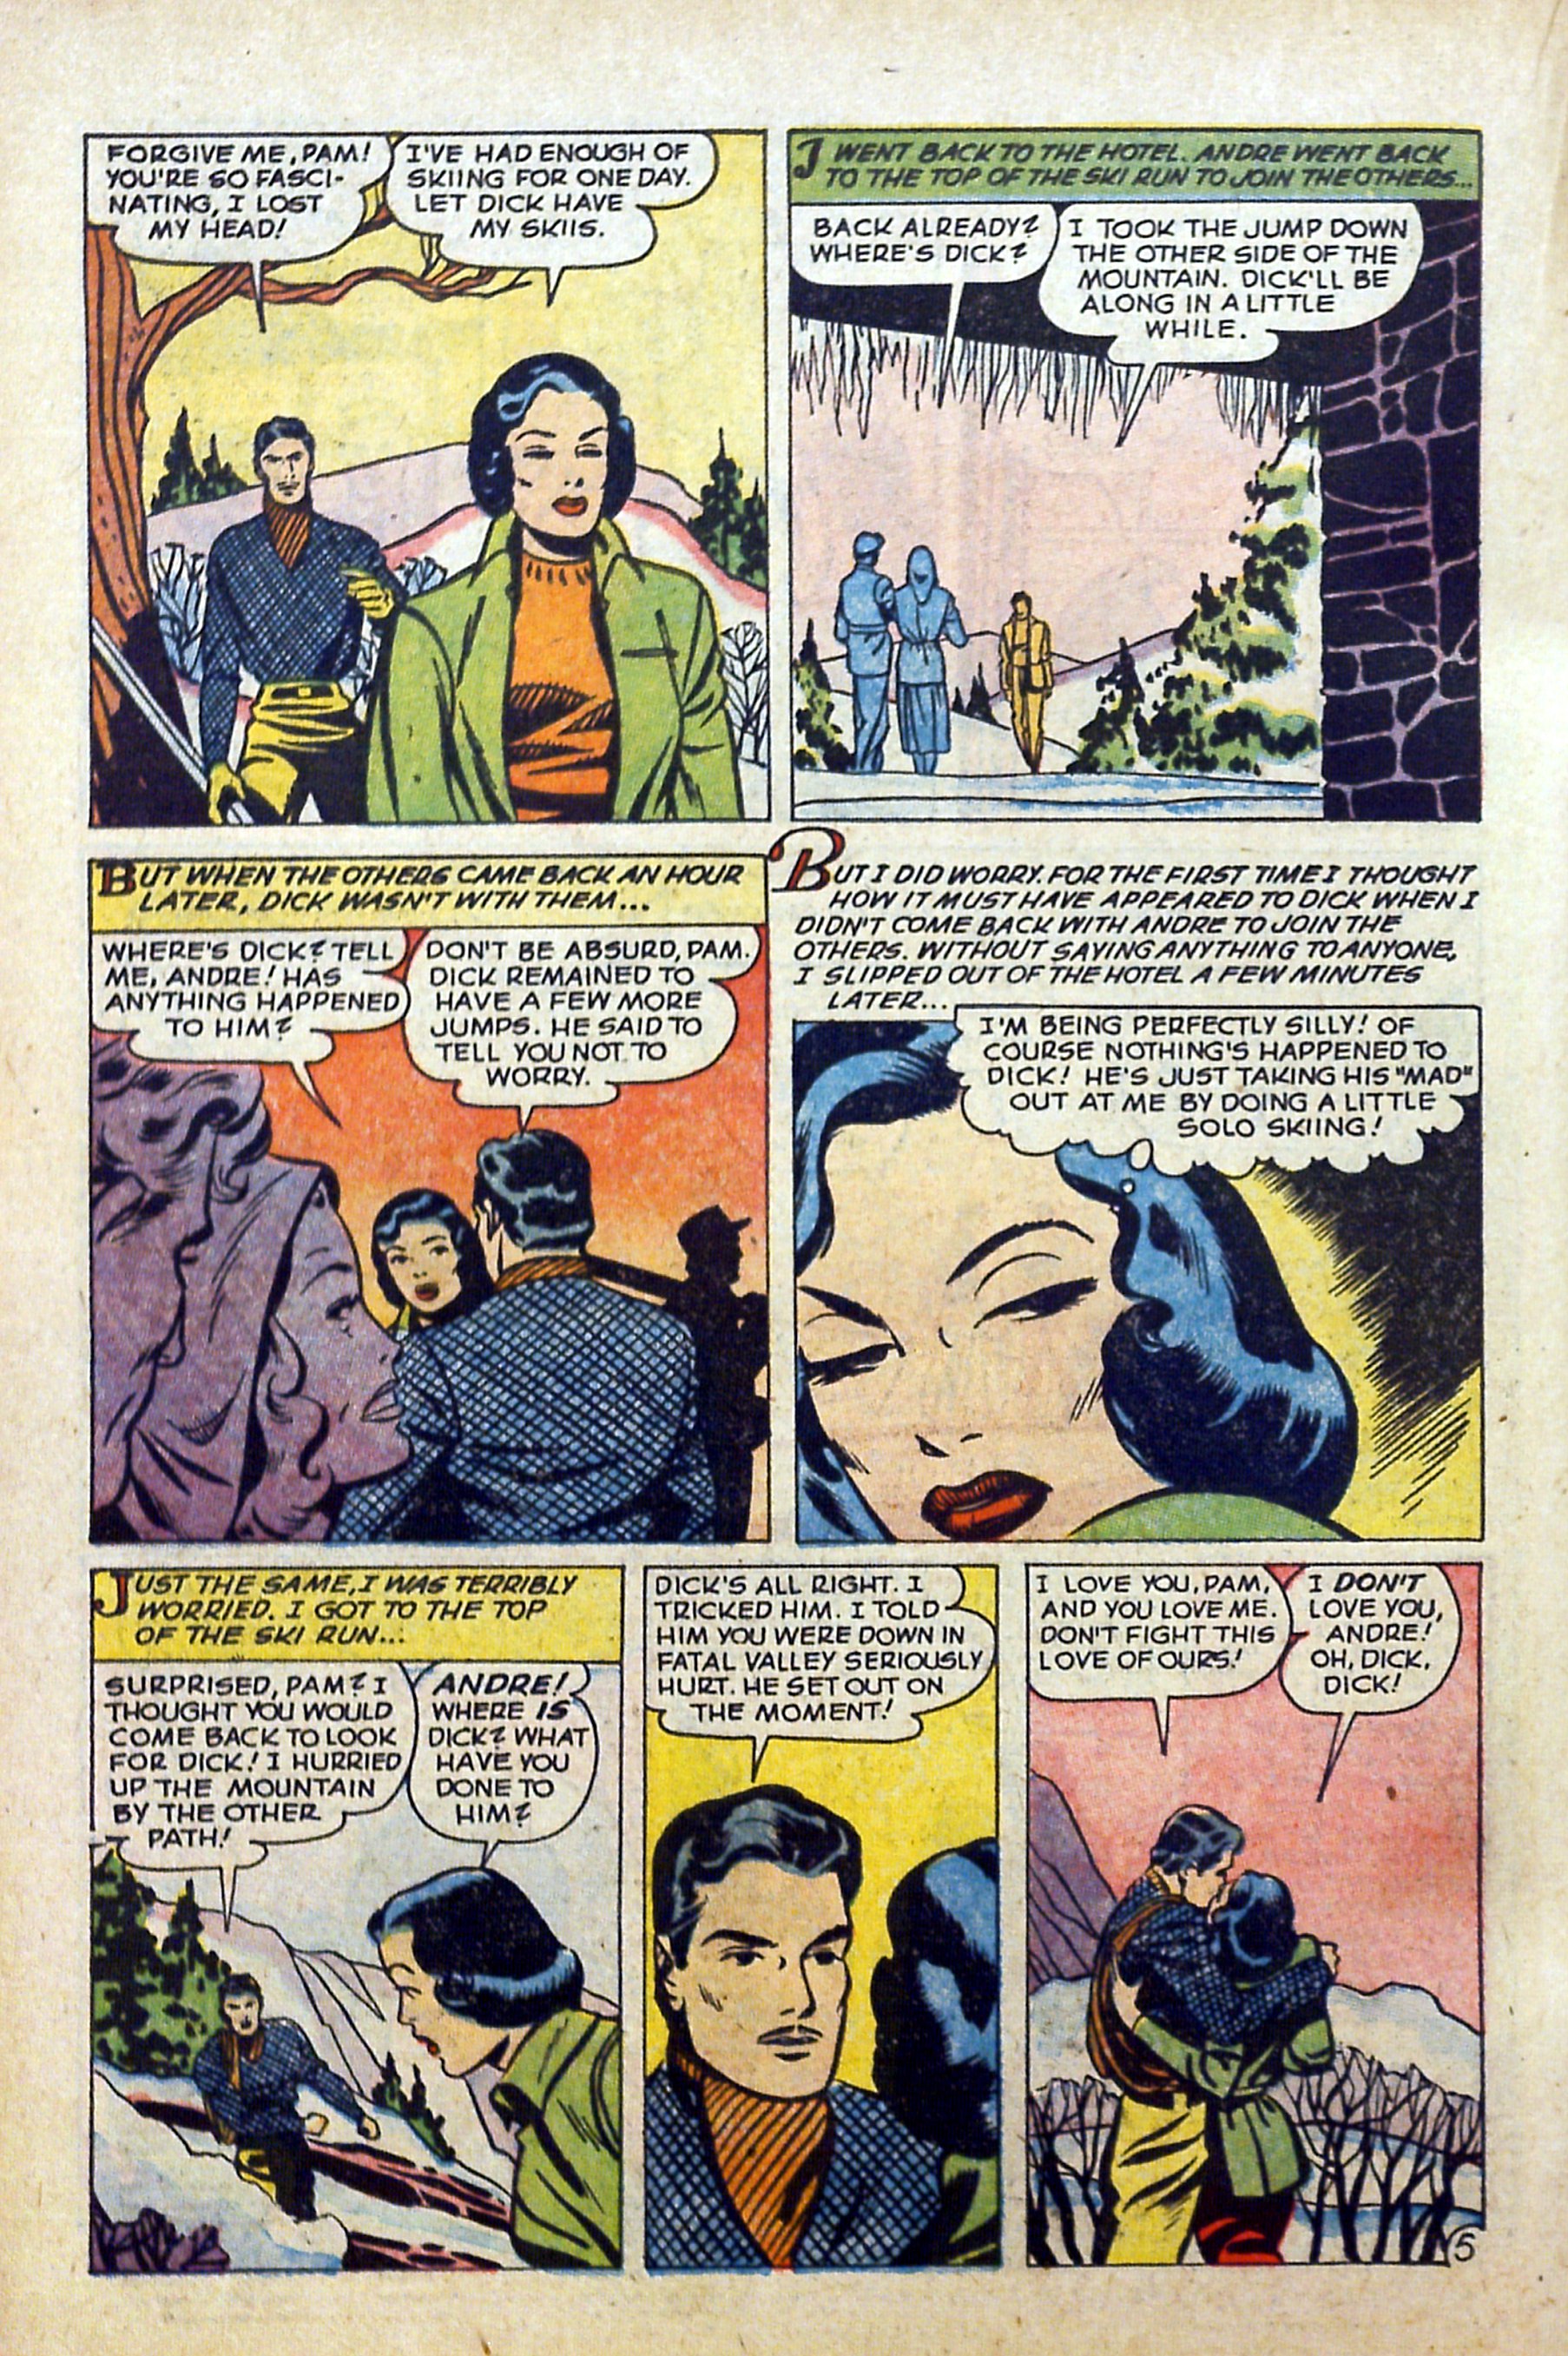 FORGIVE ME, PAM!
YOU'RE SO FASCI-
NATING, I LOST
MY HEAD!
I'VE HAD ENOUGH OF
SKIING FOR ONE DAY.
LET DICK HAVE
MY SKIIS.
I WENT BACK TO THE HOTEL. ANDRE WENT BACK
TO THE TOP OF THE SKI RUN TO JOIN THE OTHERS...
BACK ALREADY?
WHERE'S DICK?
I TOOK THE JUMP DOWN
THE OTHER SIDE OF THE
MOUNTAIN. DICK'LL BE
ALONG IN A LITTLE
WHILE.
BUT WHEN THE OTHERS CAME BACK AN HOUR
LATER, DICK WASN'T WITH THEM...
WHERE'S DICK? TELL
ME, ANDRE! HAS
ANYTHING HAPPENED
TO HIM?
DON'T BE ABSURD, PAM.
DICK REMAINED TO
HAVE A FEW MORE
JUMPS. HE SAID TO
TELL YOU NOT TO
WORRY.
BUT I DID WORRY. FOR THE FIRST TIME I THOUGHT
HOW IT MUST HAVE APPEARED TO DICK WHEN I
DIDN'T COME BACK WITH ANDRE TO JOIN THE
OTHERS. WITHOUT SAYING ANYTHING TO ANYONE,
I SLIPPED OUT OF THE HOTEL A FEW MINUTES
LATER...
I'M BEING PERFECTLY SILLY! OF
COURSE NOTHING'S HAPPENED TO
DICK! HE'S JUST TAKING HIS "MAD"
OUT AT ME BY DOING A LITTLE
SOLO SKIING!
JUST THE SAME, I WAS TERRIBLY
WORRIED. I GOT TO THE TOP
OF THE SKI RUN...
SURPRISED, PAM? I
THOUGHT YOU WOULD
COME BACK TO LOOK
FOR DICK! I HURRIED
UP THE MOUNTAIN
BY THE OTHER
PATH!
ANDRE!
WHERE IS
DICK? WHAT
HAVE YOU
DONE TO
HIM?
DICK'S ALL RIGHT. I
TRICKED HIM. I TOLD
HIM YOU WERE DOWN IN
FATAL VALLEY SERIOUSLY
HURT. HE SET OUT ON
THE MOMENT!
I LOVE YOU, PAM,
AND YOU LOVE ME.
DON'T FIGHT THIS
LOVE OF OURS!
I DON'T
LOVE YOU,
ANDRE!
OH, DICK,
DICK!
5